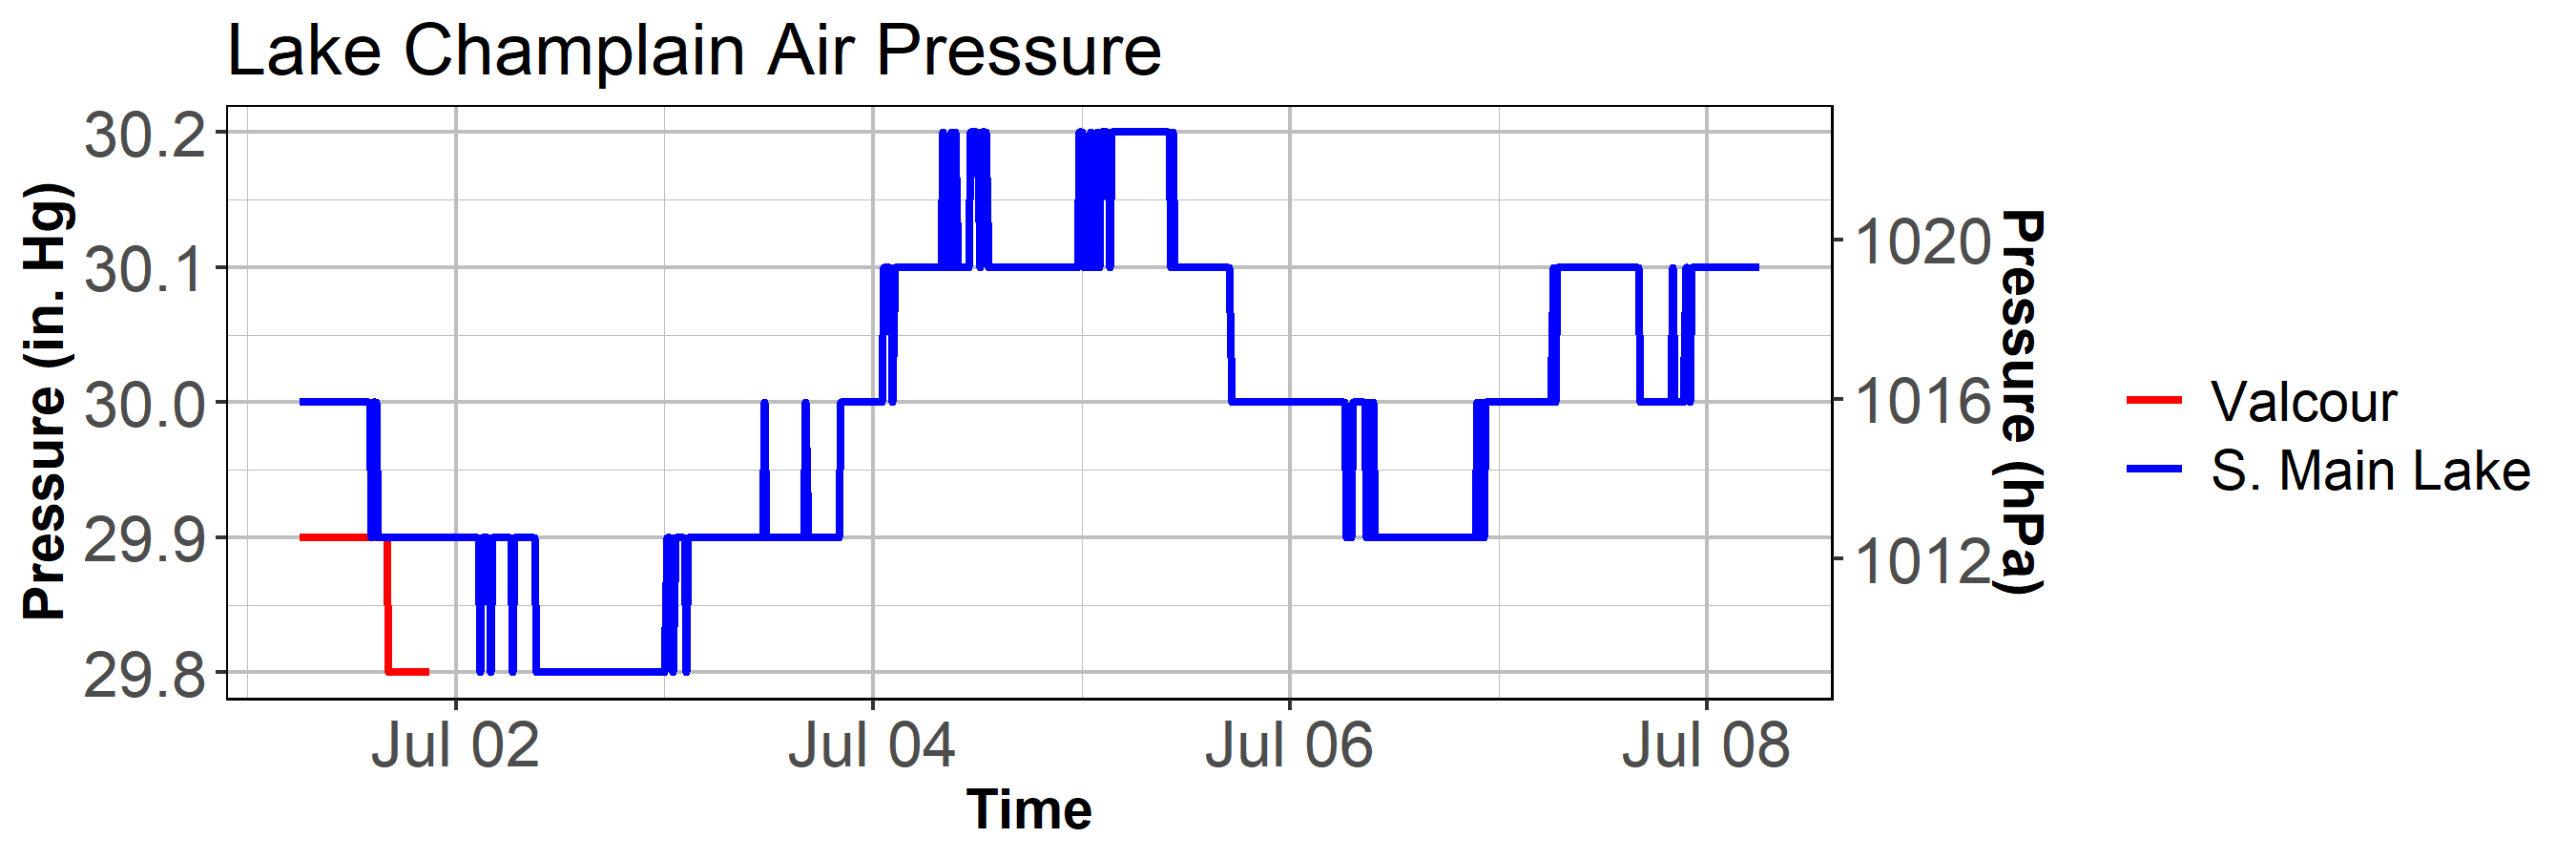 Lake Champlain Air Pressure
Pressure (in. Hg)
30.2
30.1
30.0
29.9
29.8
1020
1016
1012
Pressure (hPa)
Jul 02 Jul 04 Jul 06 Jul 08
Time
Valcour
S. Main Lake